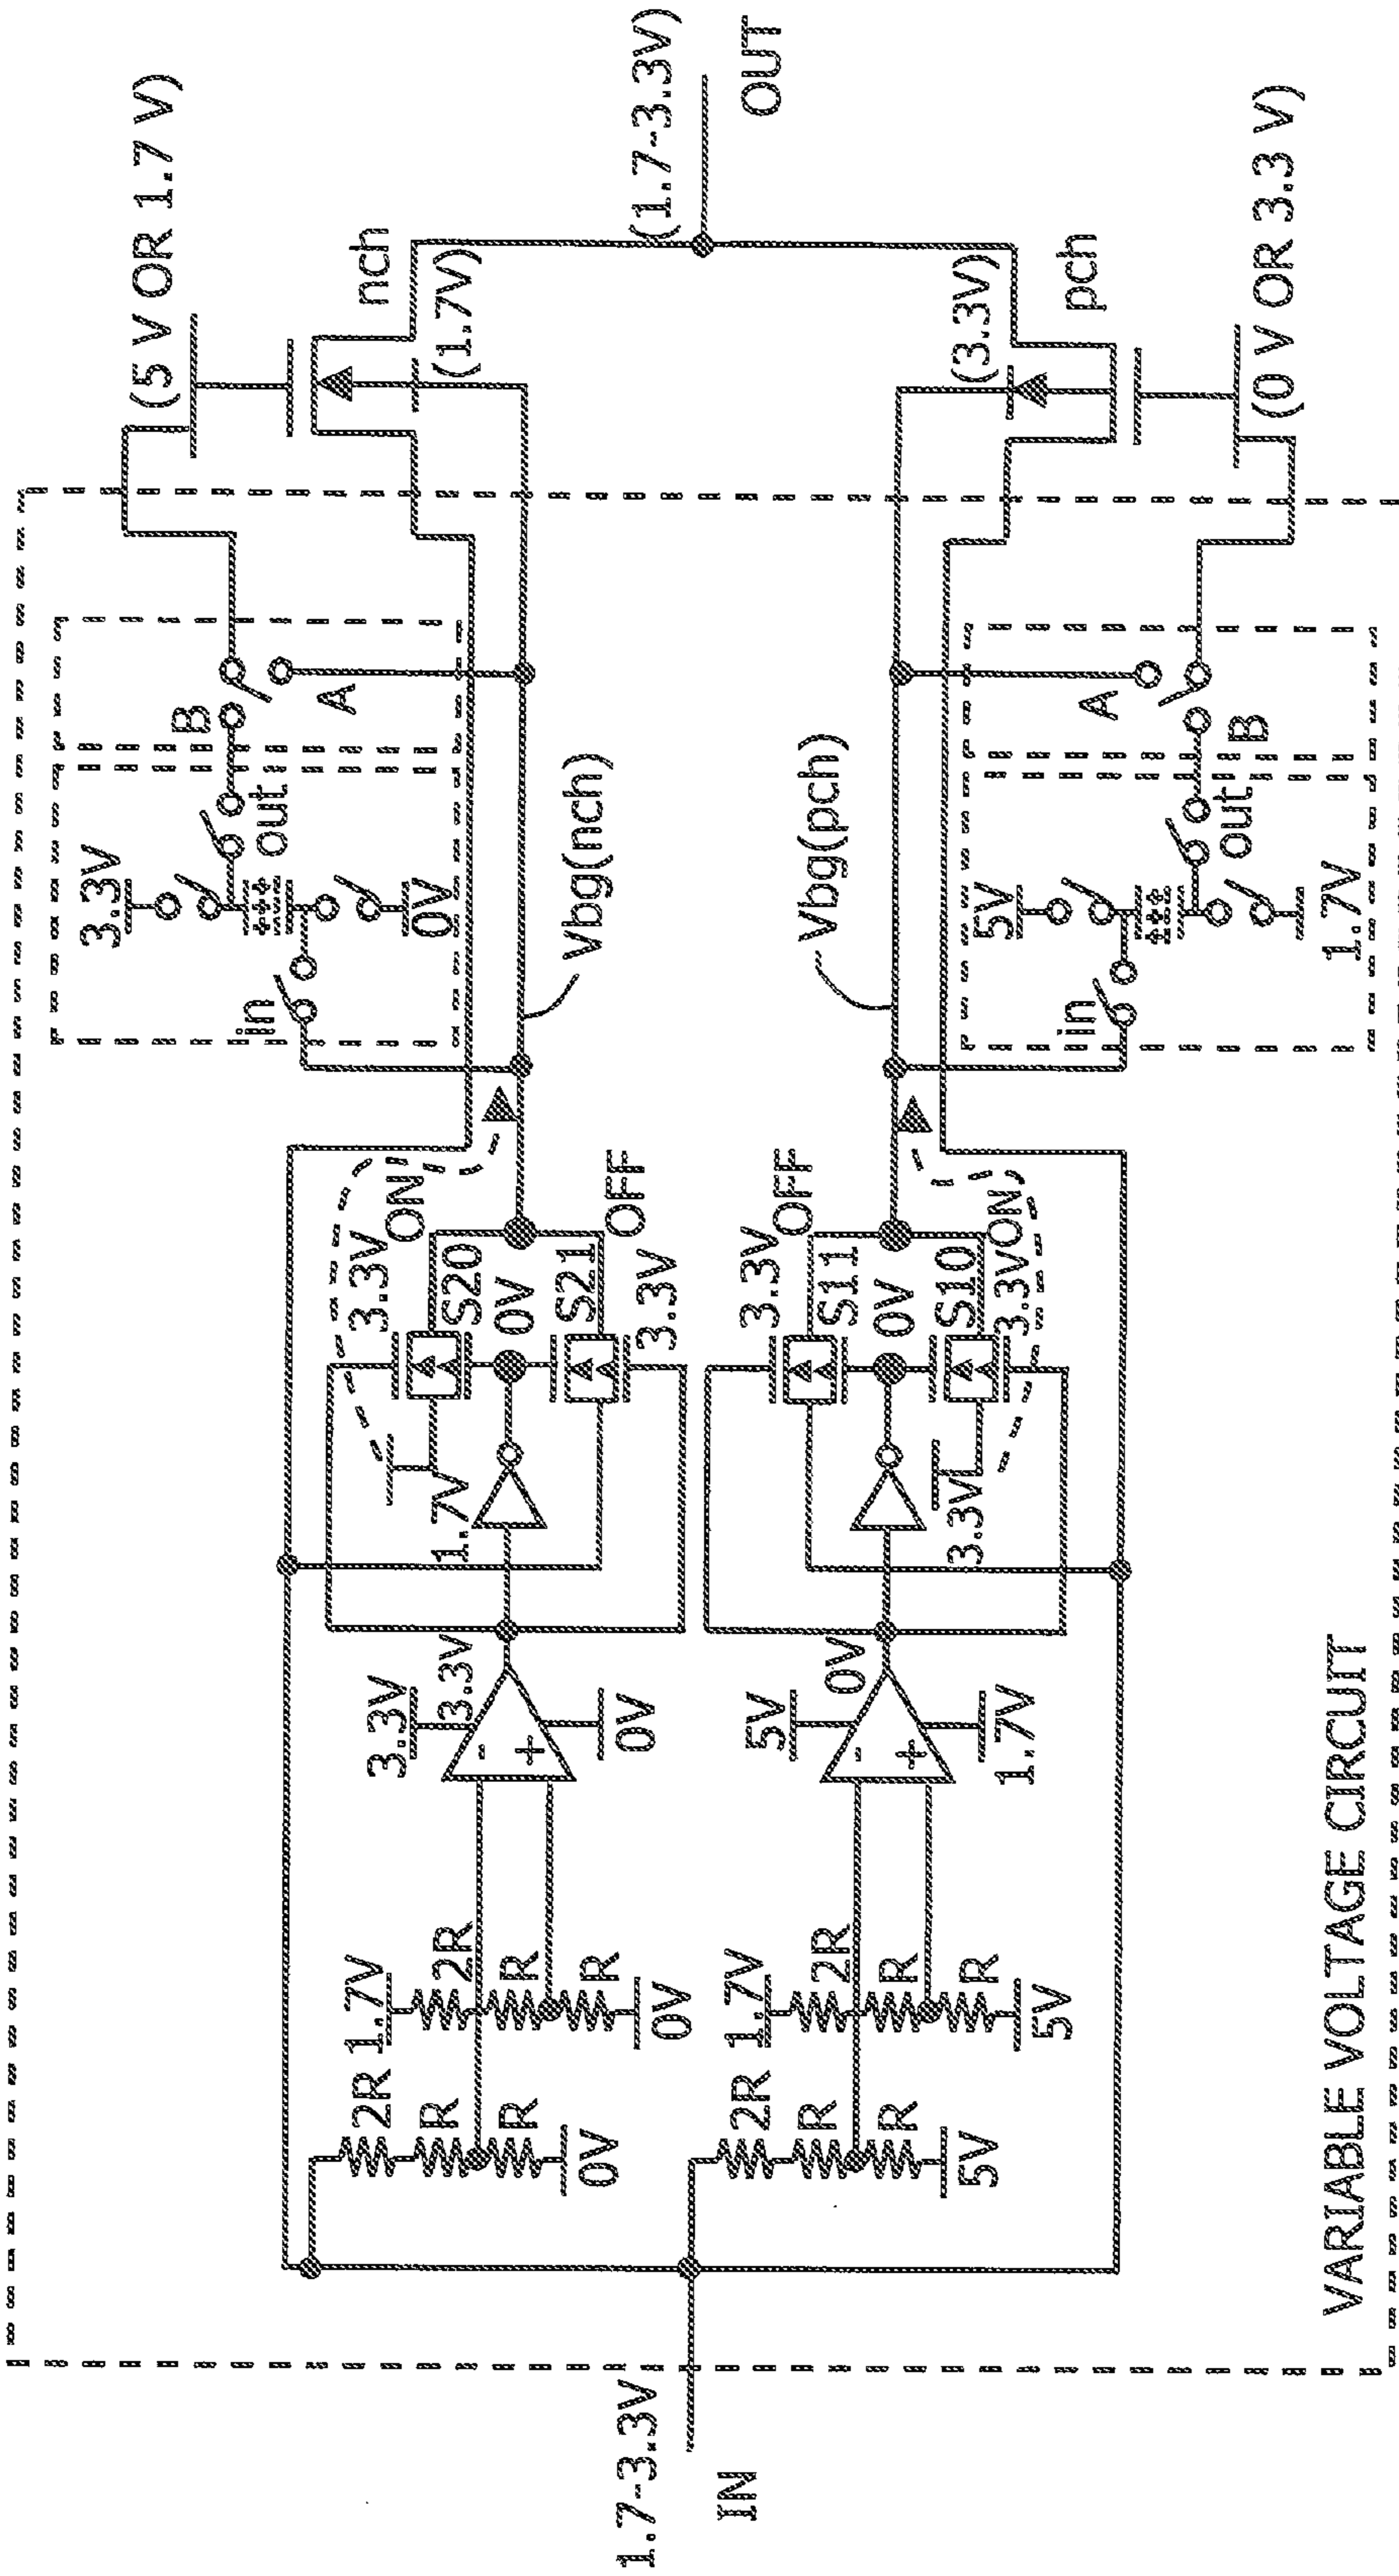 1.7-3.3V
IN
VARIABLE VOLTAGE CIRCUIT
2R
R
R
0V
1.7V
2R
R
R
0V
3.3V
-
+
0V
3.3V
1.7V
3.3V
ON
S20
0V
S21
OFF
3.3V
Vbg(nch)
in
3.3V
0V
out
B
A
(5 V OR 1.7 V)
nch
(1.7V)
(1.7-3.3V)
OUT
2R
R
R
5V
1.7V
2R
R
R
5V
5V
-
+
1.7V
0V
3.3V
3.3V
OFF
S11
0V
S10
3.3V
ON
Vbg(pch)
in
5V
1.7V
out
B
A
(3.3V)
pch
(0 V OR 3.3 V)